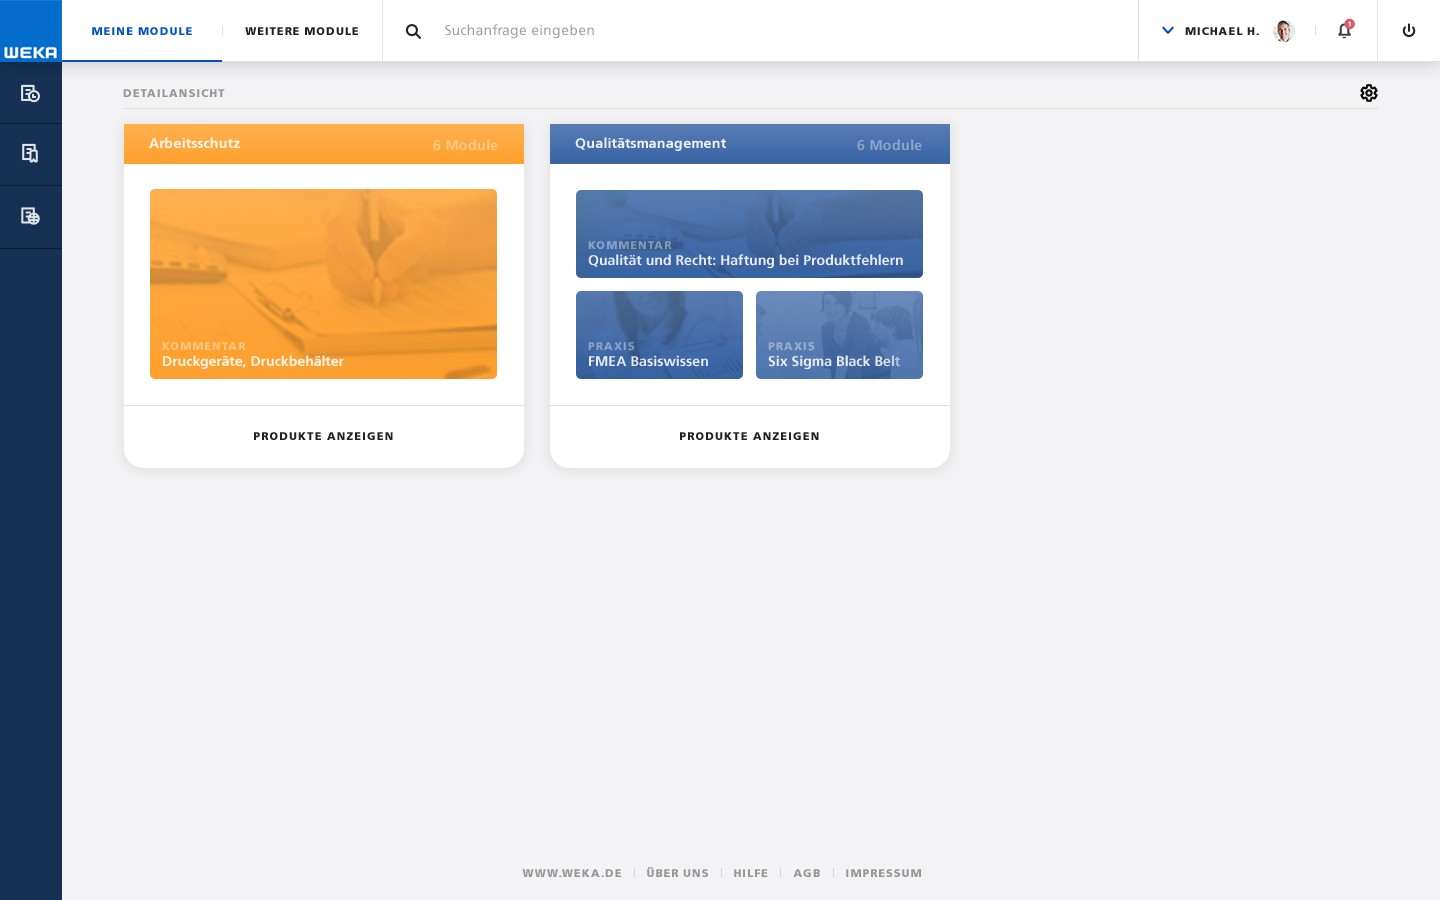 WEKA
MEINE MODULE
WEITERE MODULE
Suchanfrage eingeben
MICHAEL H.
1
DETAILANSICHT
Arbeitsschutz
6 Module
KOMMENTAR
Druckgeräte, Druckbehälter
PRODUKTE ANZEIGEN
Qualitätsmanagement
6 Module
KOMMENTAR
Qualität und Recht: Haftung bei Produktfehlern
PRAXIS
FMEA Basiswissen
PRAXIS
Six Sigma Black Belt
PRODUKTE ANZEIGEN
WWW.WEKA.DE
ÜBER UNS
HILFE
AGB
IMPRESSUM